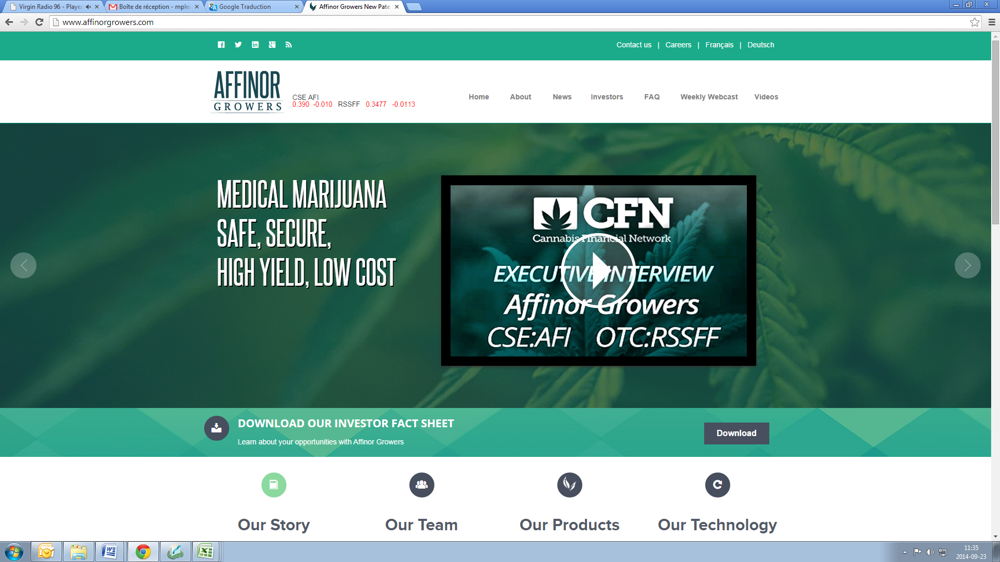 Virgin Radio 96 - Playe
Boîte de réception - mple
Google Traduction
Affinor Growers New Pate
www.affinorgrowers.com
Contact us | Careers | Français | Deutsch
AFFINOR
GROWERS
CSE AFI
0.390 -0.010 RSSFF 0.3477 -0.0113
Home About News Investors FAQ Weekly Webcast Videos
MEDICAL MARIJUANA
SAFE, SECURE,
HIGH YIELD, LOW COST
CFN
Cannabis Financial Network
EXECUTIVE INTERVIEW
Affinor Growers
CSE:AFI OTC:RSSFF
DOWNLOAD OUR INVESTOR FACT SHEET
Learn about your opportunities with Affinor Growers
Download
Our Story
Our Team
Our Products
Our Technology
11:35
2014-09-23